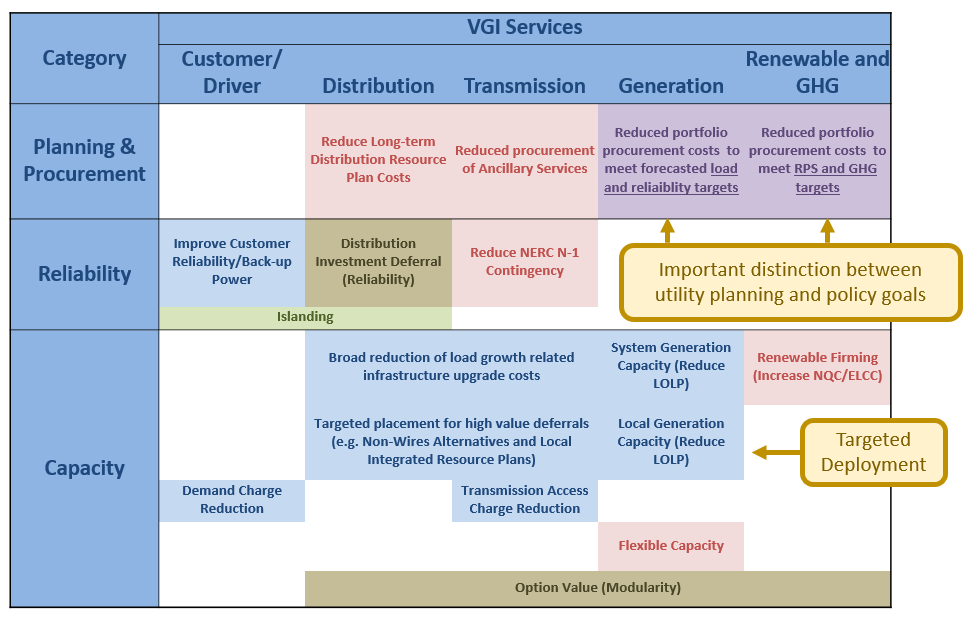 VGI Services
Category
Customer/
Driver
Distribution
Transmission
Generation
Renewable and
GHG
Planning &
Procurement
Reduce Long-term
Distribution Resource
Plan Costs
Reduced procurement
of Ancillary Services
Reduced portfolio
procurement costs to
meet forecasted load
and reliaiblity targets
Reduced portfolio
procurement costs to
meet RPS and GHG
targets
Reliability
Improve Customer
Reliability/Back-up
Power
Distribution
Investment Deferral
(Reliability)
Reduce NERC N-1
Contingency
Important distinction between
utility planning and policy goals
Islanding
Capacity
Broad reduction of load growth related
infrastructure upgrade costs
System Generation
Capacity (Reduce
LOLP)
Renewable Firming
(Increase NQC/ELCC)
Targeted placement for high value deferrals
(e.g. Non-Wires Alternatives and Local
Integrated Resource Plans)
Local Generation
Capacity (Reduce
LOLP)
Targeted
Deployment
Demand Charge
Reduction
Transmission Access
Charge Reduction
Flexible Capacity
Option Value (Modularity)